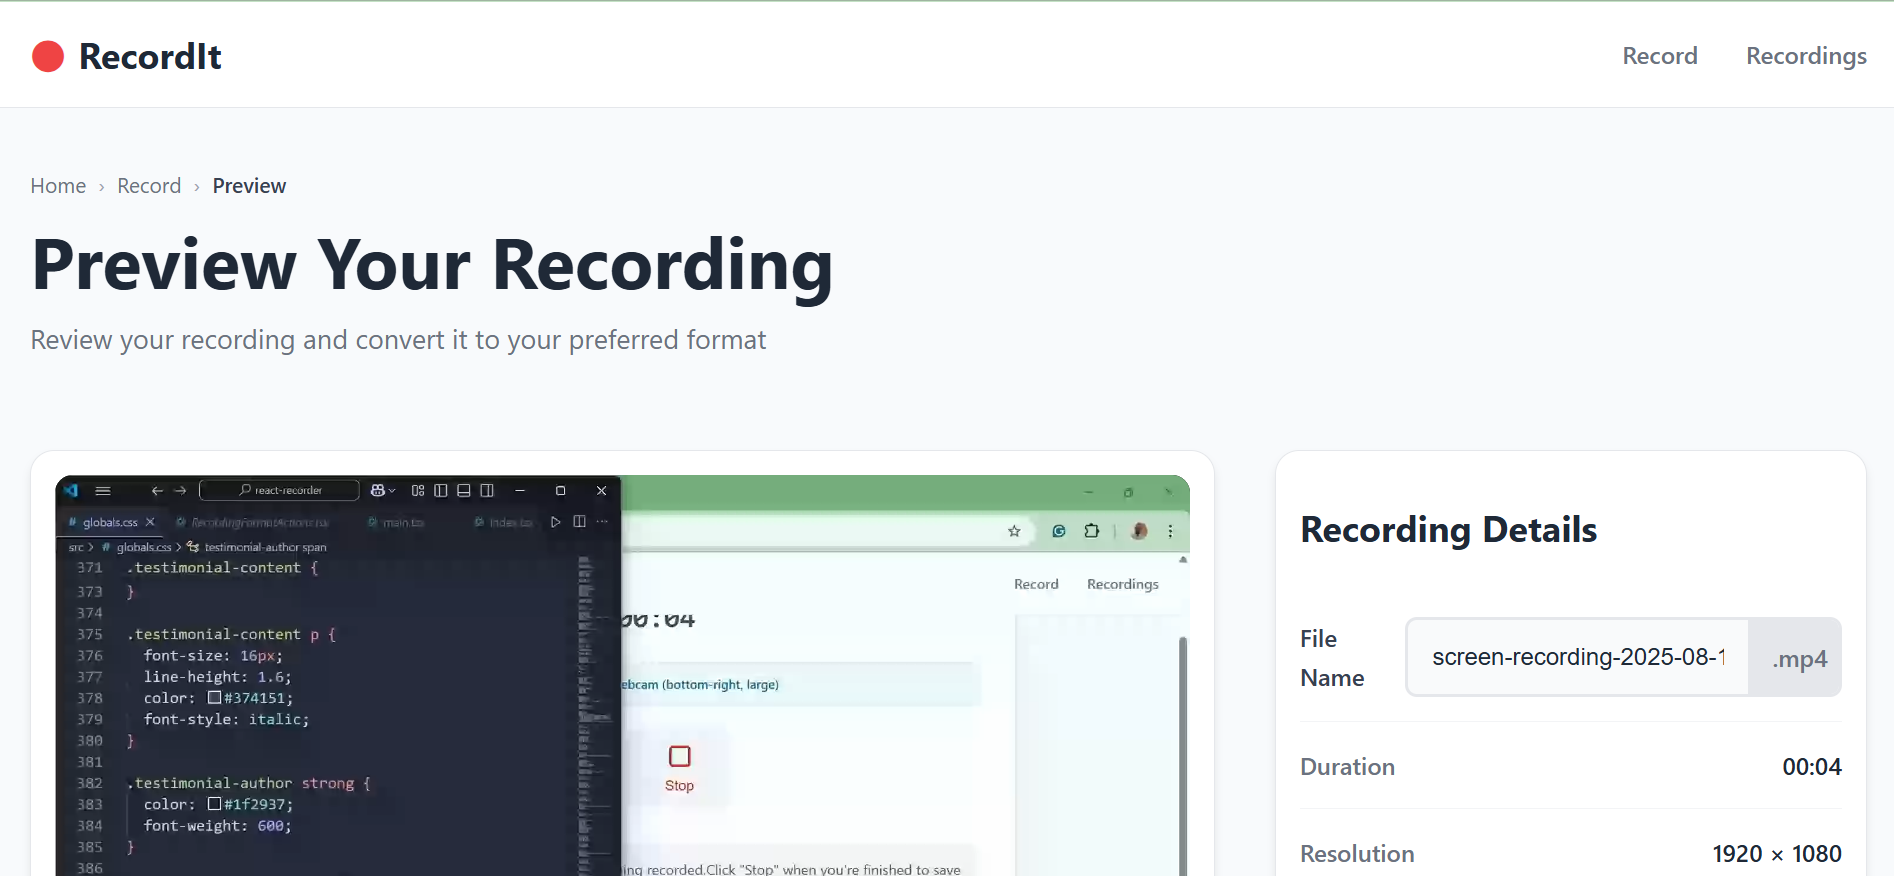 RecordIt
Record
Recordings
Home › Record › Preview
Preview Your Recording
Review your recording and convert it to your preferred format
react-recorder
globals.css
RecordingFormatActions.tsx
main.ts
index.ts
src > # globals.css > testimonial-author span
371 .testimonial-content {
373 }
374
375 .testimonial-content p {
376 font-size: 16px;
377 line-height: 1.6;
378 color: #374151;
379 font-style: italic;
380 }
381
382 .testimonial-author strong {
383 color: #1f2937;
384 font-weight: 600;
385 }
386
Record
Recordings
00:04
ebcam (bottom-right, large)
Stop
ing recorded.Click "Stop" when you're finished to save
Recording Details
File Name
screen-recording-2025-08-1
.mp4
Duration
00:04
Resolution
1920 × 1080